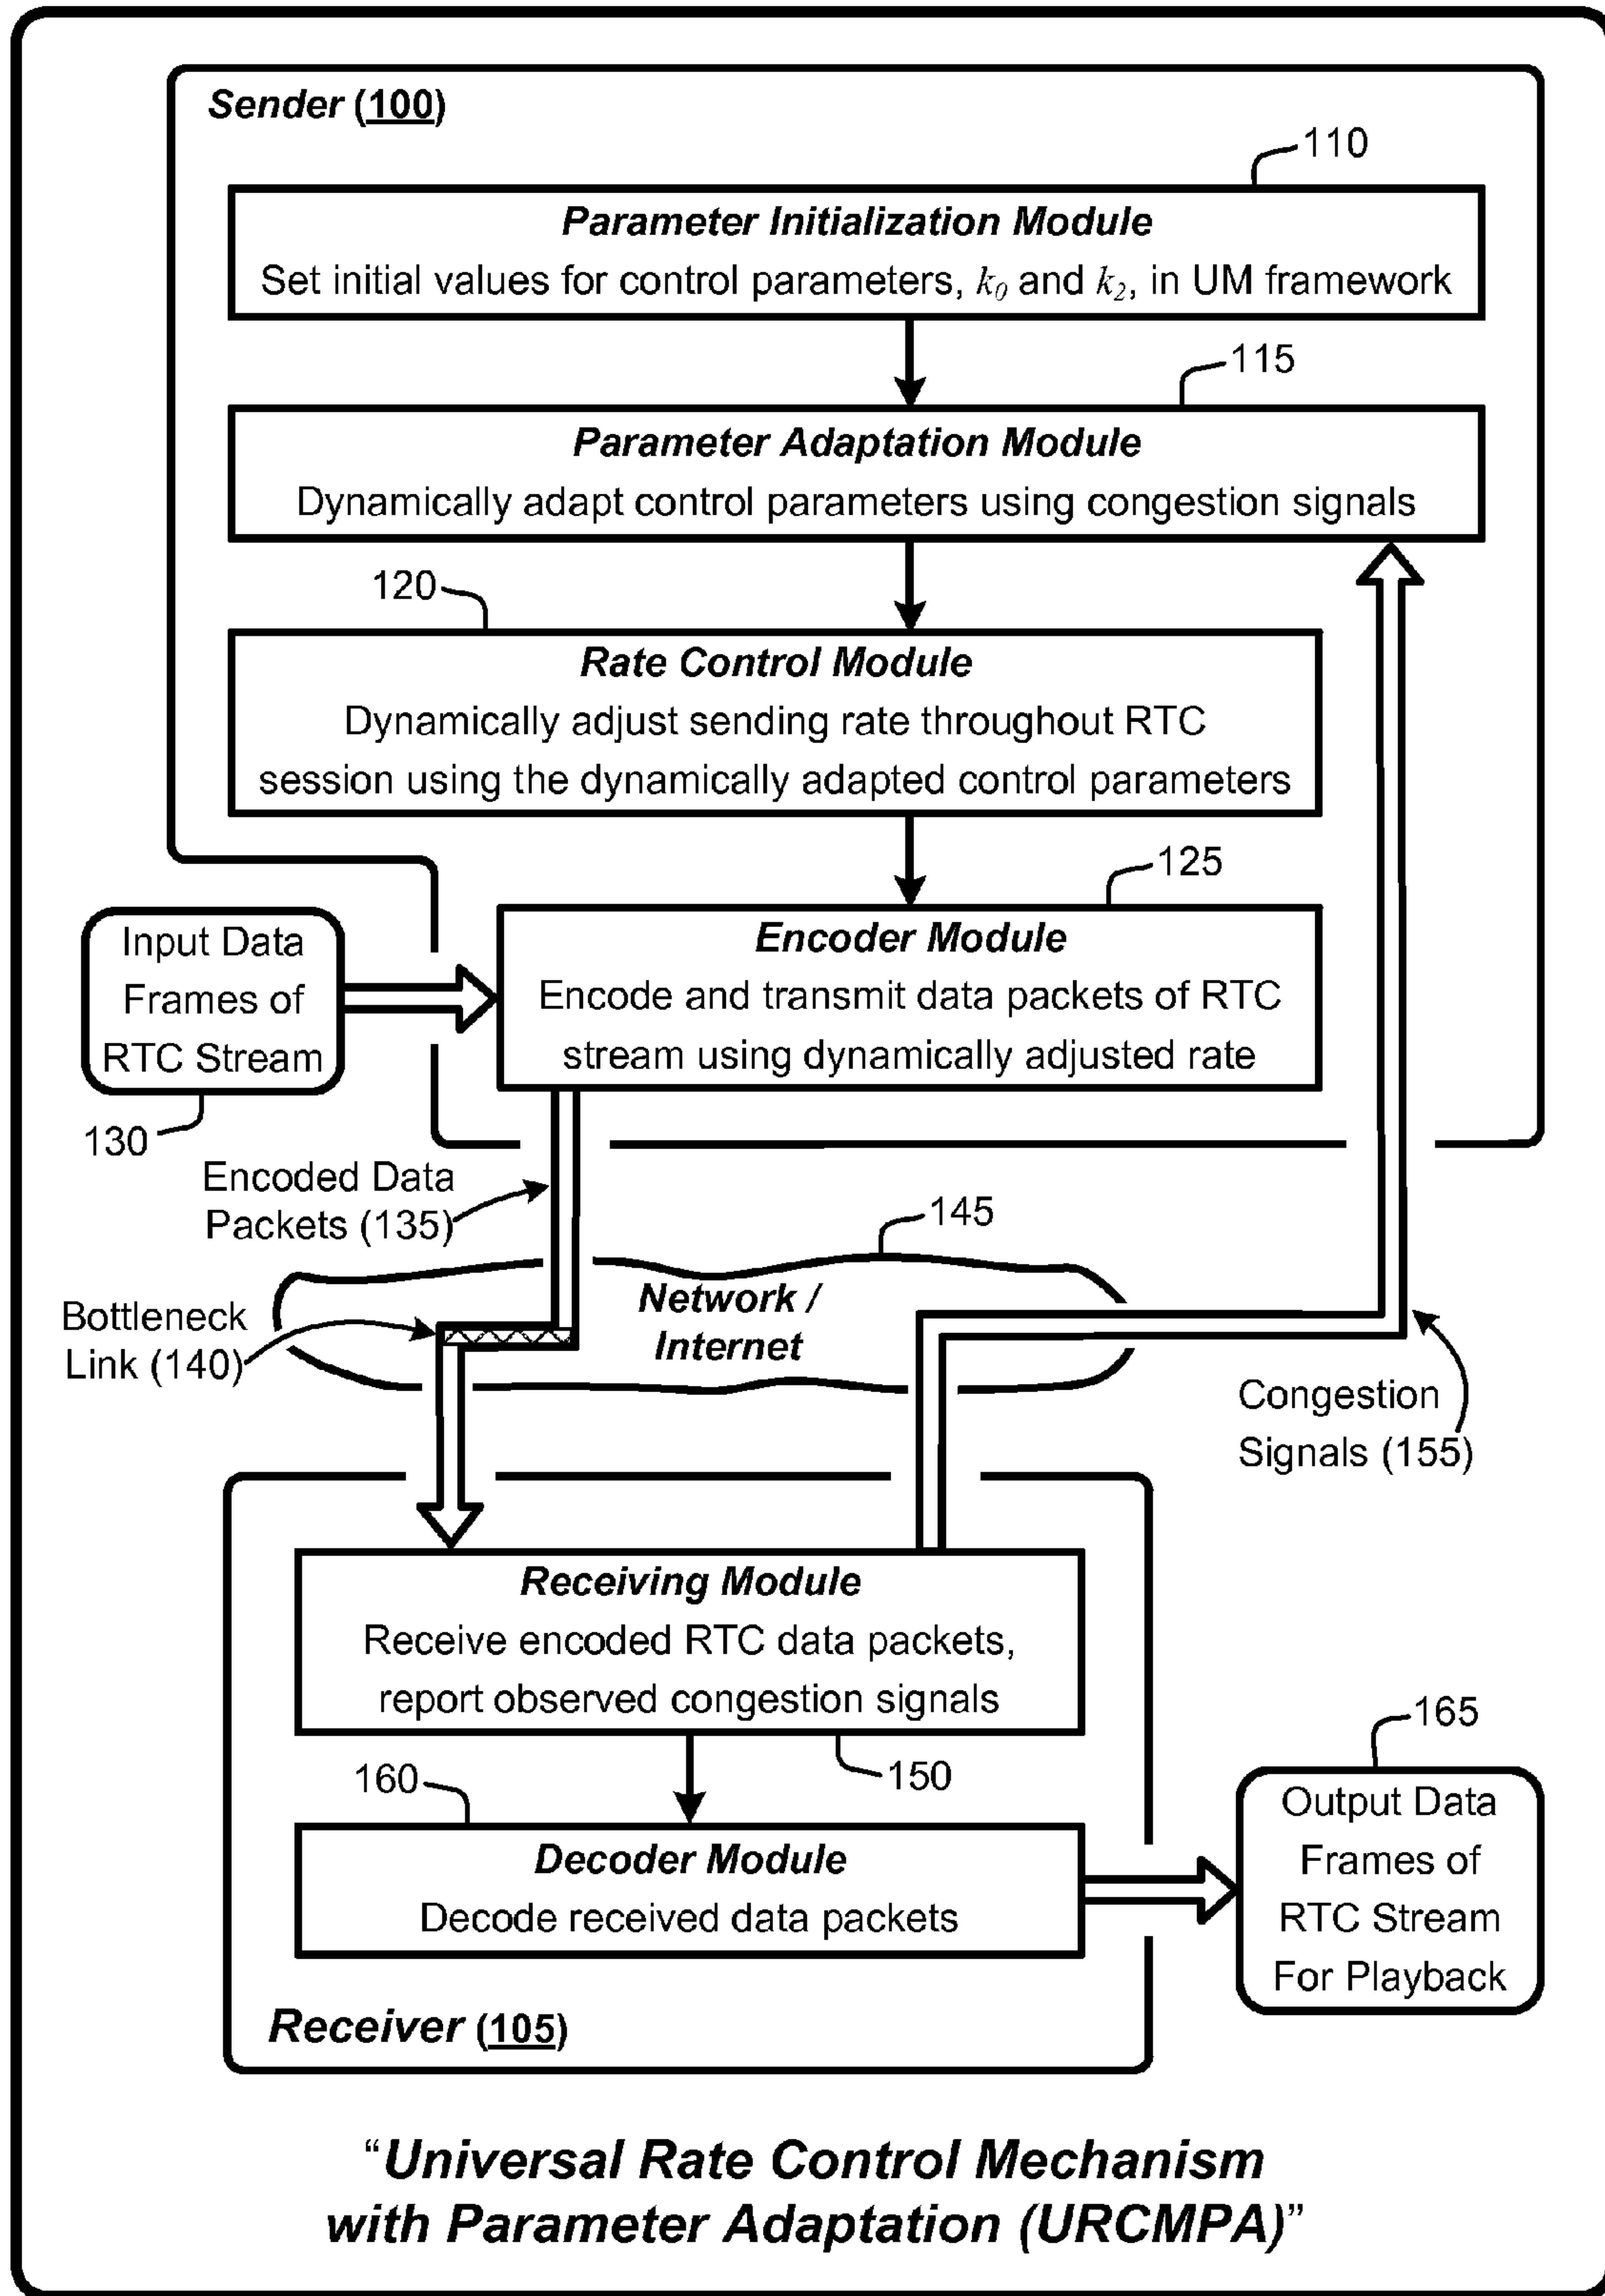 Sender (100)
110
Parameter Initialization Module
Set initial values for control parameters, k0 and k2, in UM framework
115
Parameter Adaptation Module
Dynamically adapt control parameters using congestion signals
120
Rate Control Module
Dynamically adjust sending rate throughout RTC
session using the dynamically adapted control parameters
125
Input Data
Frames of
RTC Stream
130
Encoder Module
Encode and transmit data packets of RTC
stream using dynamically adjusted rate
Encoded Data
Packets (135)
145
Bottleneck
Link (140)
Network /
Internet
Congestion
Signals (155)
Receiving Module
Receive encoded RTC data packets,
report observed congestion signals
150
160
Decoder Module
Decode received data packets
165
Output Data
Frames of
RTC Stream
For Playback
Receiver (105)
“Universal Rate Control Mechanism
with Parameter Adaptation (URCMPA)”